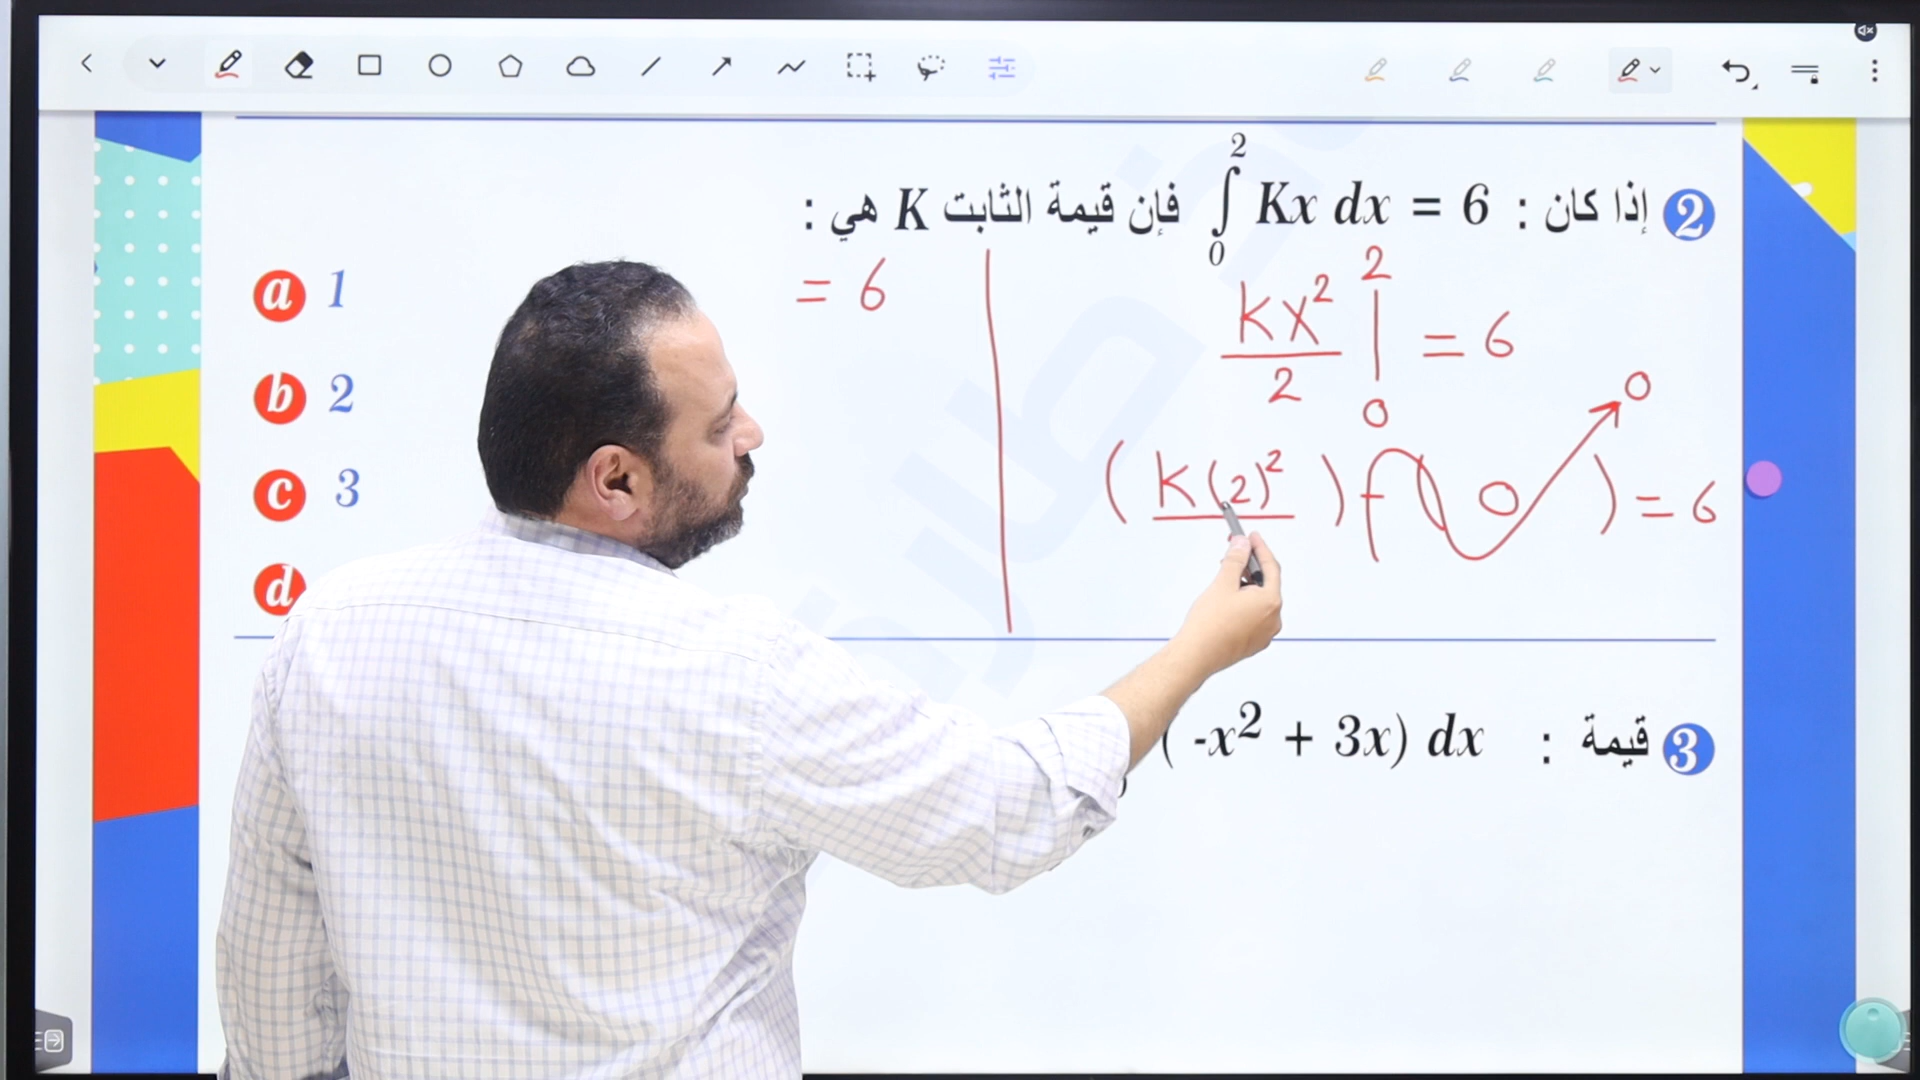 2 إذا كان : ∫₀² Kx dx = 6 فإن قيمة الثابت K هي :
a 1
b 2
c 3
d
KX²/2 |₀² = 6
(K(2)²) - (0) = 6
0
= 6
3 قيمة : (-x² + 3x) dx